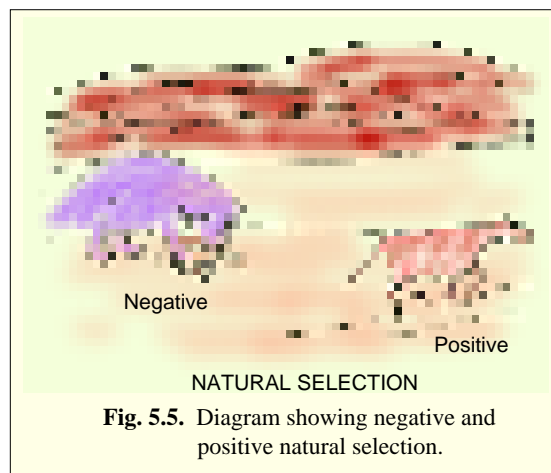 Negative
Positive
NATURAL SELECTION
Fig. 5.5. Diagram showing negative and
positive natural selection.